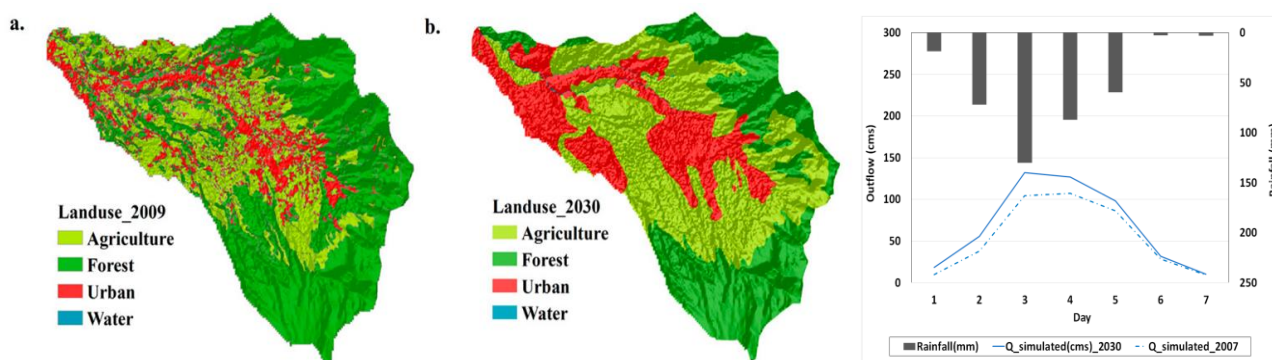 a.
Landuse_2009
Agriculture
Forest
Urban
Water
b.
Landuse_2030
Agriculture
Forest
Urban
Water
300
250
200
150
100
50
0
Outflow (cms)
0
50
100
150
200
250
Rainfall (mm)
1 2 3 4 5 6 7
Day
Rainfall(mm) Q_simulated(cms)_2030 Q_simulated_2007